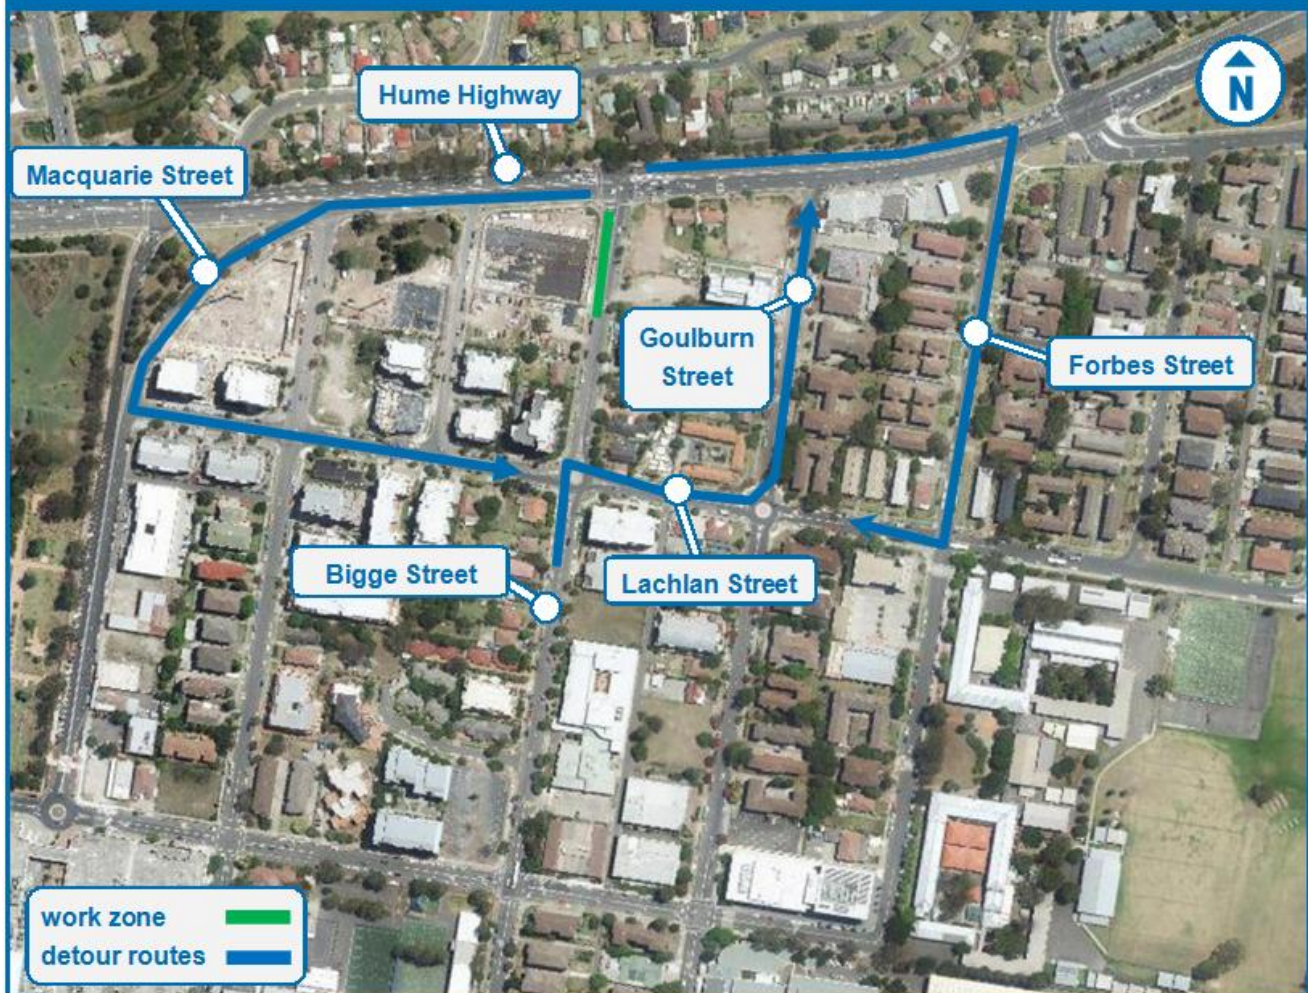 Hume Highway
N
Macquarie Street
Goulburn
Street
Forbes Street
Bigge Street
Lachlan Street
work zone
detour routes